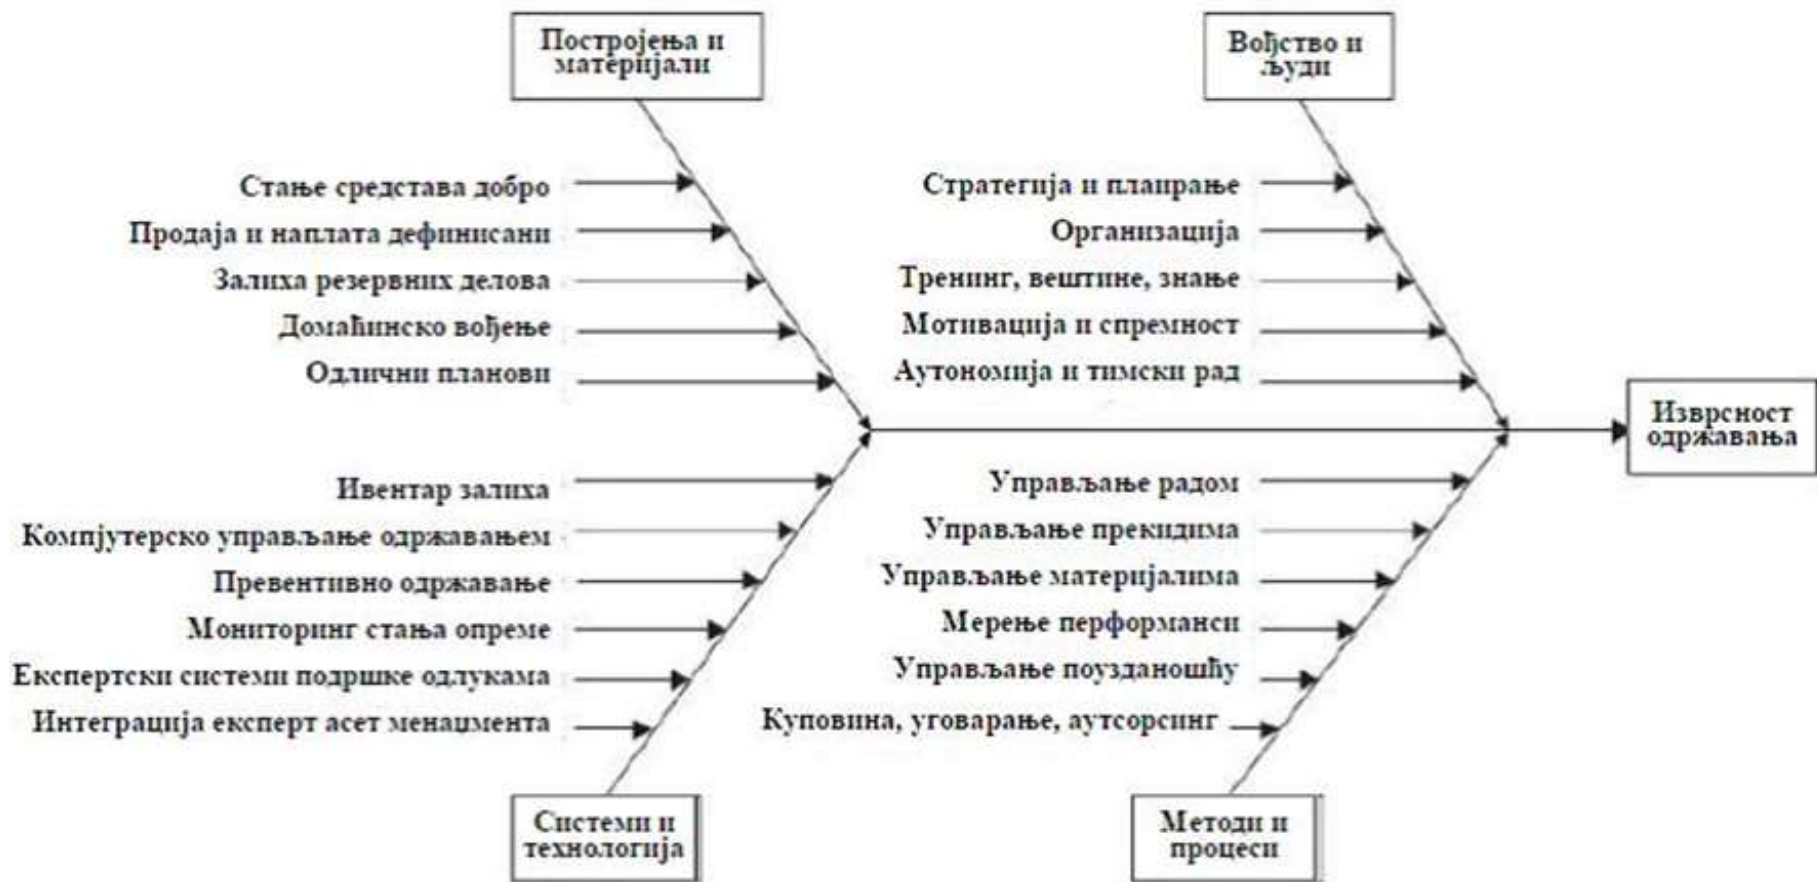 Постројења и
материјали
Вођство и
људи
Стање средстава добро
Продаја и наплата дефинисани
Залиха резервних делова
Домаћинско вођење
Одлични планови
Стратегија и плаирање
Организација
Тренинг, вештине, знање
Мотивација и спремност
Аутономија и тимски рад
Изврсност
одржавања
Ивентар залиха
Компјутерско управљање одржавањем
Превентивно одржавање
Мониторинг стања опреме
Експертски системи подршке одлукама
Интеграција експерт асет менаџмента
Управљање радом
Управљање прекидима
Управљање материјалима
Мерење перформанси
Управљање поузданошћу
Куповина, уговарање, аутсорсинг
Системи и
технологија
Методи и
процеси